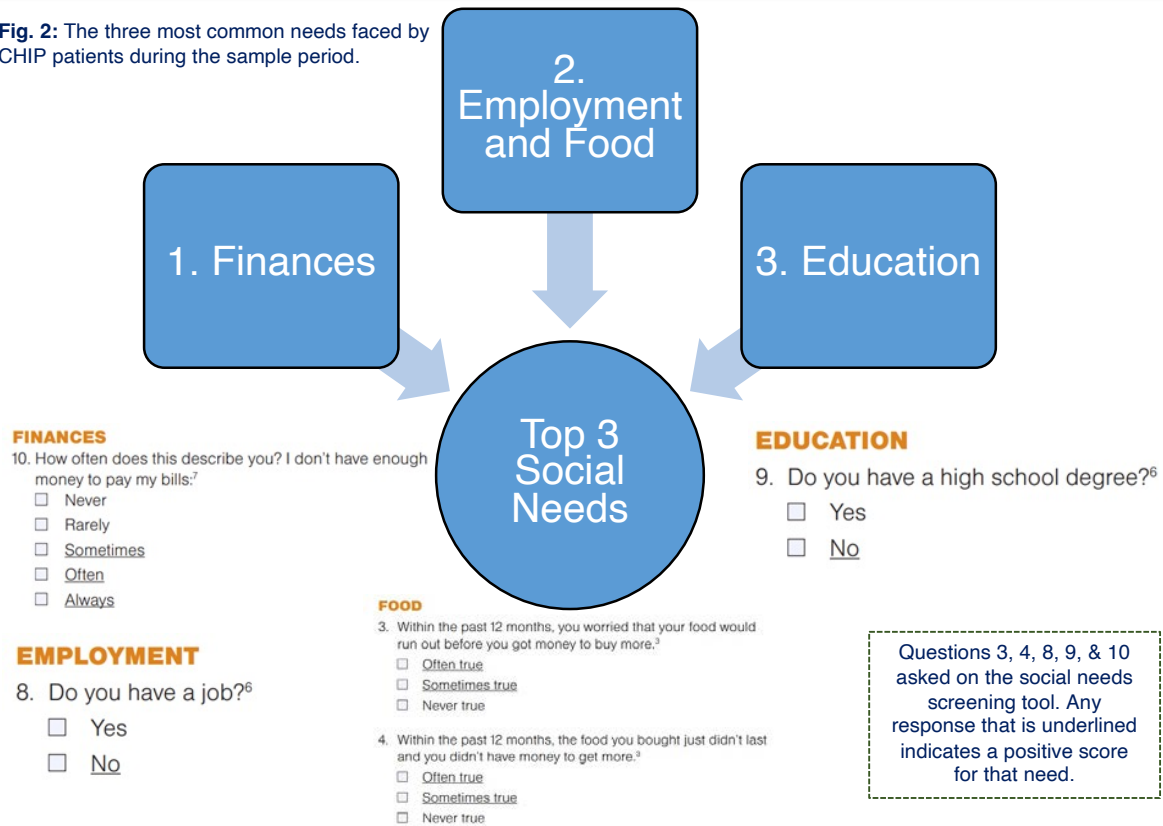 Fig. 2: The three most common needs faced by
CHIP patients during the sample period.
2.
Employment
and Food
1. Finances
3. Education
Top 3
Social
Needs
FINANCES
10. How often does this describe you? I don't have enough
money to pay my bills:⁷
☐ Never
☐ Rarely
☐ Sometimes
☐ Often
☐ Always
EMPLOYMENT
8. Do you have a job?⁶
☐ Yes
☐ No
FOOD
3. Within the past 12 months, you worried that your food would
run out before you got money to buy more.³
☐ Often true
☐ Sometimes true
☐ Never true
4. Within the past 12 months, the food you bought just didn't last
and you didn't have money to get more.³
☐ Often true
☐ Sometimes true
☐ Never true
EDUCATION
9. Do you have a high school degree?⁶
☐ Yes
☐ No
Questions 3, 4, 8, 9, & 10
asked on the social needs
screening tool. Any
response that is underlined
indicates a positive score
for that need.